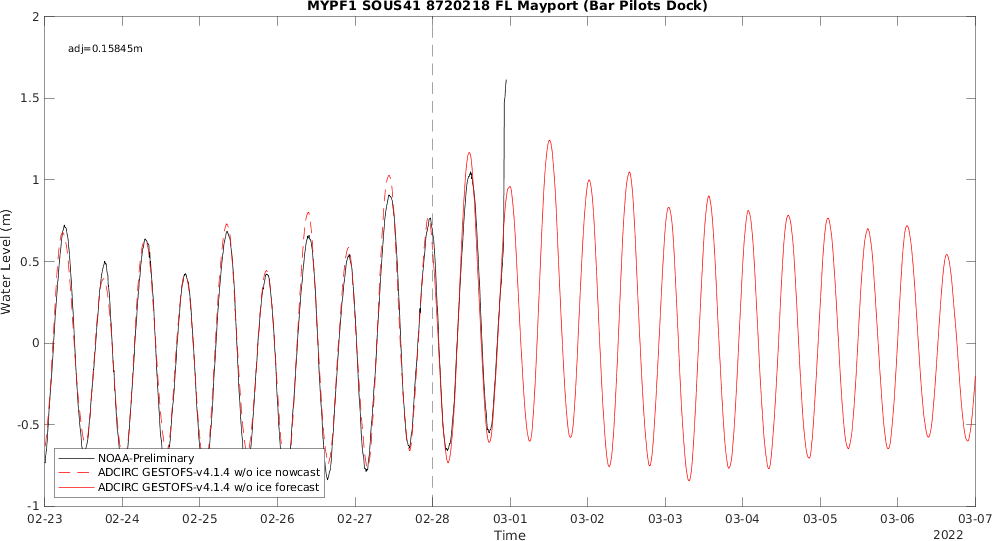 MYPF1 SOUS41 8720218 FL Mayport (Bar Pilots Dock)
adj=0.15845m
2
1.5
1
0.5
0
-0.5
-1
Water Level (m)
NOAA-Preliminary
ADCIRC GESTOFS-v4.1.4 w/o ice nowcast
ADCIRC GESTOFS-v4.1.4 w/o ice forecast
02-23 02-24 02-25 02-26 02-27 02-28 03-01 03-02 03-03 03-04 03-05 03-06 03-07
Time
2022